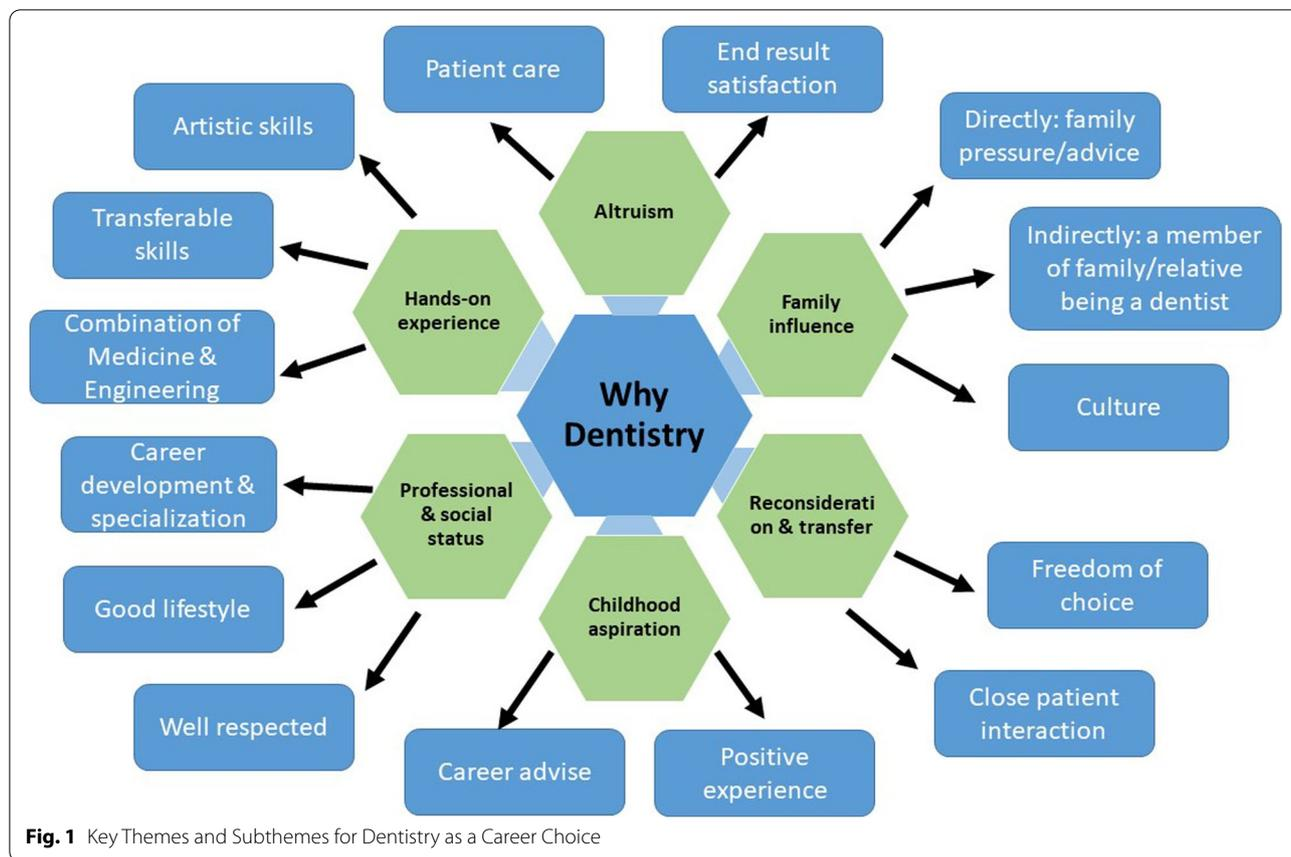 Patient care
End result
satisfaction
Artistic skills
Directly: family
pressure/advice
Transferable
skills
Altruism
Indirectly: a member
of family/relative
being a dentist
Hands-on
experience
Family
influence
Combination of
Medicine &
Engineering
Why
Dentistry
Culture
Career
development &
specialization
Professional
& social
status
Reconsiderati
on & transfer
Good lifestyle
Childhood
aspiration
Freedom of
choice
Well respected
Close patient
interaction
Career advise
Positive
experience
Fig. 1 Key Themes and Subthemes for Dentistry as a Career Choice